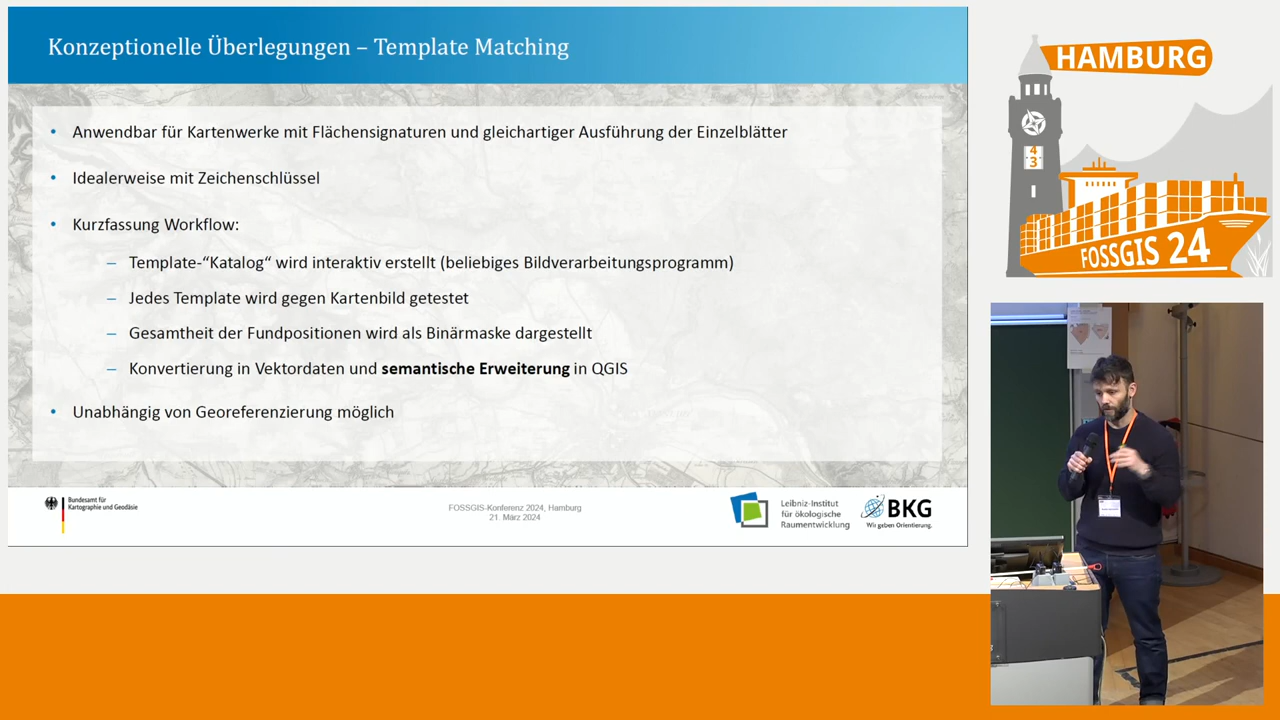 Konzeptionelle Überlegungen – Template Matching
• Anwendbar für Kartenwerke mit Flächensignaturen und gleichartiger Ausführung der Einzelblätter
• Idealerweise mit Zeichenschlüssel
• Kurzfassung Workflow:
– Template-“Katalog“ wird interaktiv erstellt (beliebiges Bildverarbeitungsprogramm)
– Jedes Template wird gegen Kartenbild getestet
– Gesamtheit der Fundpositionen wird als Binärmaske dargestellt
– Konvertierung in Vektordaten und semantische Erweiterung in QGIS
• Unabhängig von Georeferenzierung möglich
Bundesamt für
Kartographie und Geodäsie
FOSSGIS-Konferenz 2024, Hamburg
21. März 2024
Leibniz-Institut
für ökologische
Raumentwicklung
BKG
Wir geben Orientierung.
HAMBURG
4
3
FOSSGIS 24